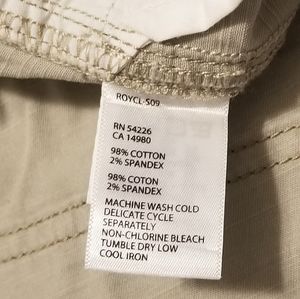 ROYCL-S09
RN 54226
CA 14980
98% COTTON
2% SPANDEX
98% COTON
2% SPANDEX
MACHINE WASH COLD
DELICATE CYCLE
SEPARATELY
NON-CHLORINE BLEACH
TUMBLE DRY LOW
COOL IRON